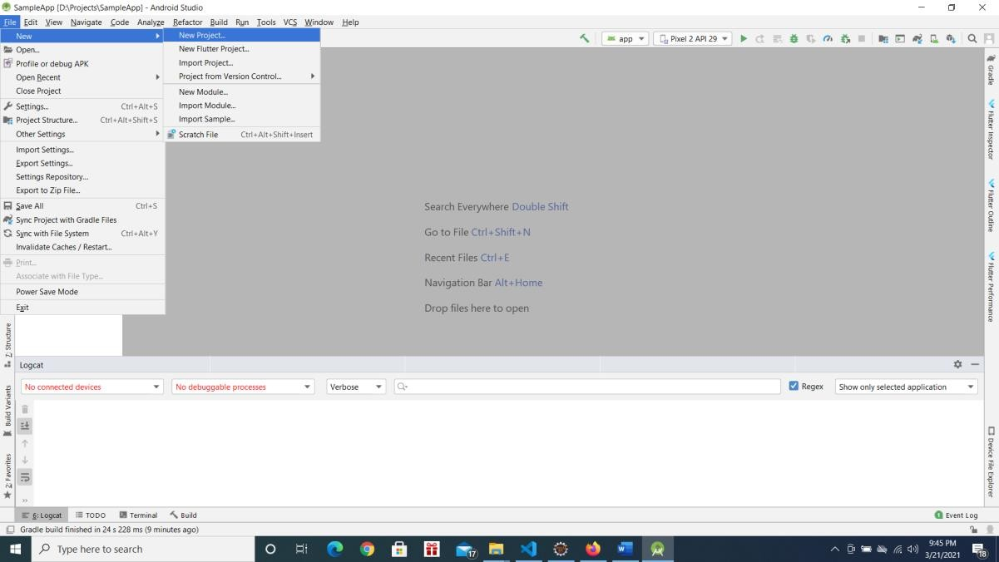 SampleApp [D:\Projects\SampleApp] - Android Studio
File Edit View Navigate Code Analyze Refactor Build Run Tools VCS Window Help
app Pixel 2 API 29
New
Open...
Profile or debug APK
Open Recent
Close Project
Settings... Ctrl+Alt+S
Project Structure... Ctrl+Alt+Shift+S
Other Settings
Import Settings...
Export Settings...
Settings Repository...
Export to Zip File...
Save All Ctrl+S
Sync Project with Gradle Files
Sync with File System Ctrl+Alt+Y
Invalidate Caches / Restart...
Print...
Associate with File Type...
Power Save Mode
Exit
New Project...
New Flutter Project...
Import Project...
Project from Version Control...
New Module...
Import Module...
Import Sample...
Scratch File Ctrl+Alt+Shift+Insert
Search Everywhere Double Shift
Go to File Ctrl+Shift+N
Recent Files Ctrl+E
Navigation Bar Alt+Home
Drop files here to open
Gradle
Flutter Inspector
Flutter Outline
Flutter Performance
Device File Explorer
Z: Structure
Build Variants
2: Favorites
Logcat
No connected devices No debuggable processes Verbose Regex Show only selected application
6: Logcat TODO Terminal Build 1 Event Log
Gradle build finished in 24 s 228 ms (9 minutes ago)
Type here to search
17
9:45 PM
3/21/2021
18